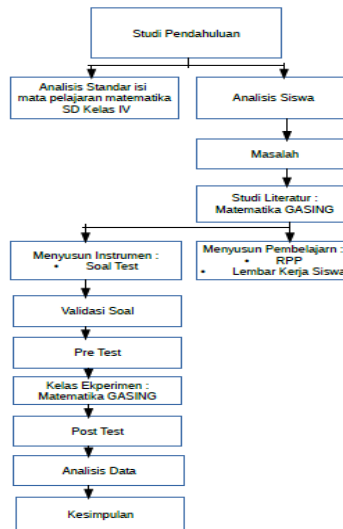 Studi Pendahuluan
Analisis Standar isi
mata pelajaran matematika
SD Kelas IV
Analisis Siswa
Masalah
Studi Literatur :
Matematika GASING
Menyusun Instrumen :
• Soal Test
Menyusun Pembelajarn :
• RPP
• Lembar Kerja Siswa
Validasi Soal
Pre Test
Kelas Ekperimen :
Matematika GASING
Post Test
Analisis Data
Kesimpulan